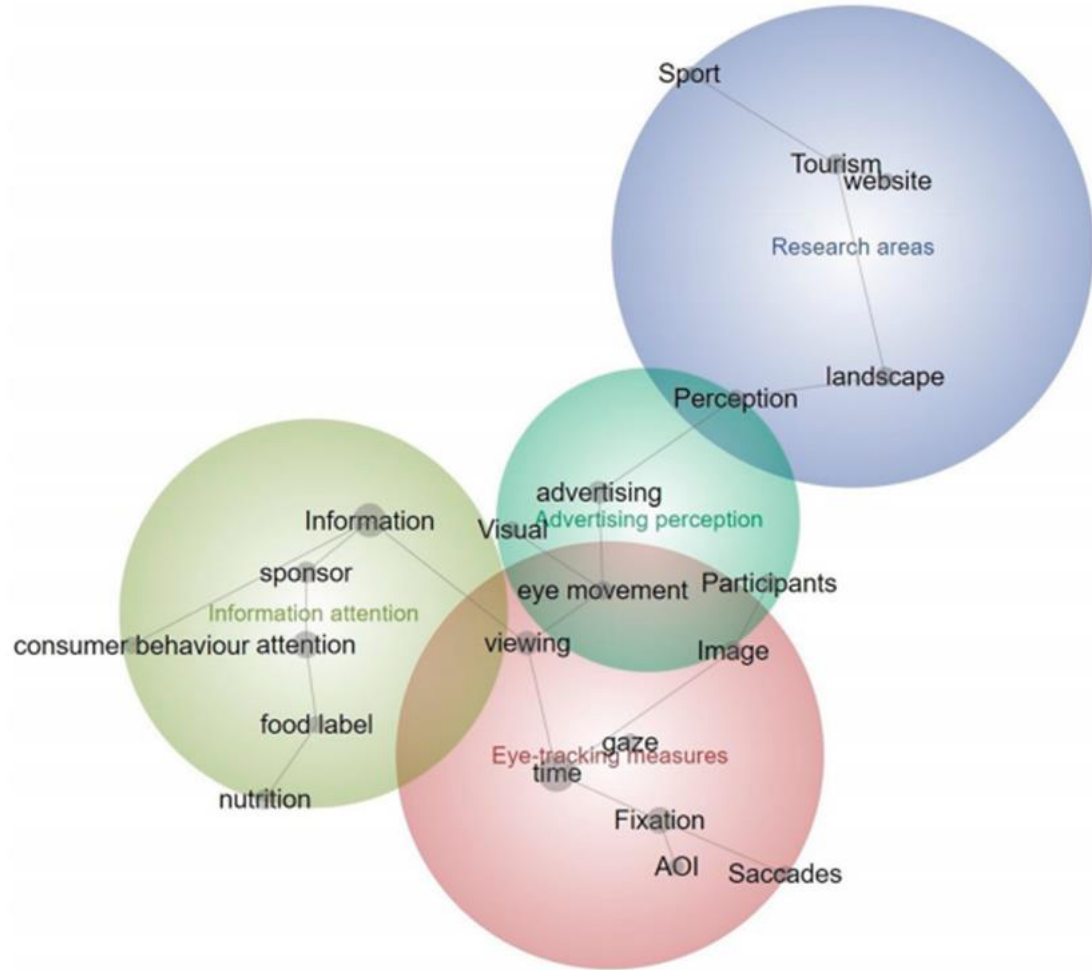 Sport
Tourism
website
Research areas
landscape
Perception
advertising
Advertising perception
Visual
Information
sponsor
eye movement
Participants
Information attention
consumer behaviour
attention
viewing
Image
food label
gaze
Eye-tracking measures
time
nutrition
Fixation
AOI
Saccades